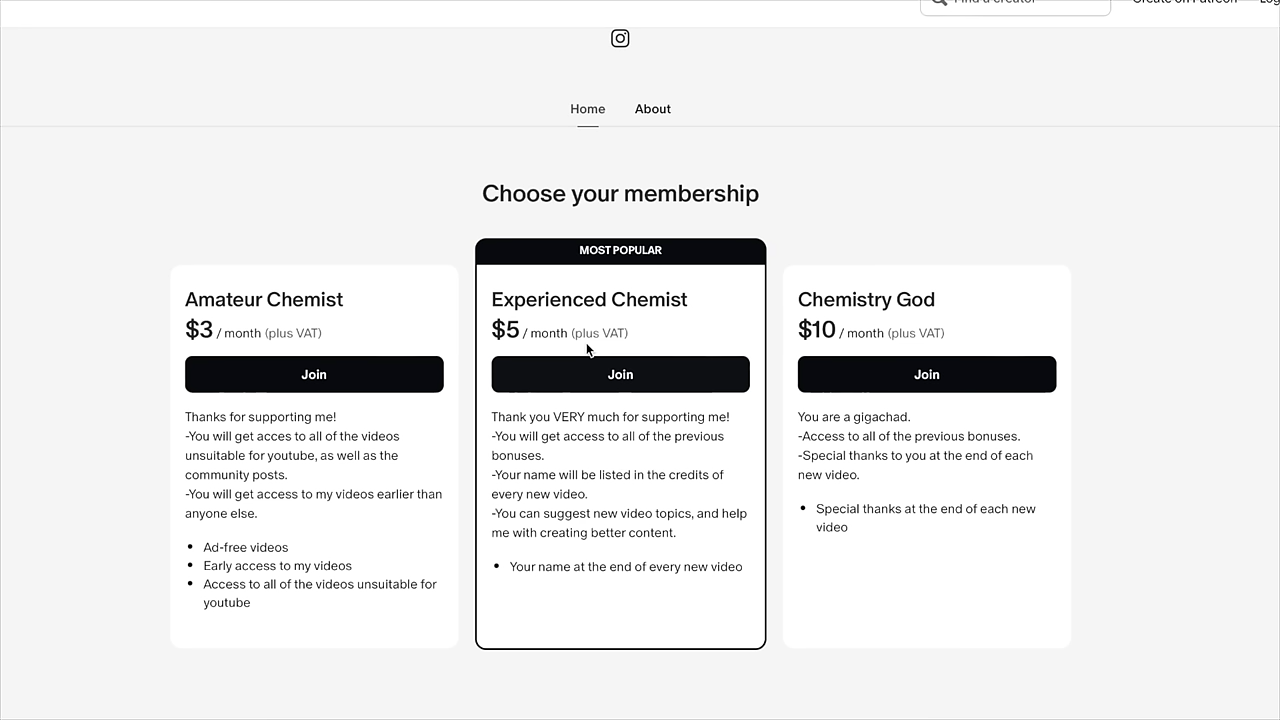 Find a creator
Create on Patreon
Log
Home
About
Choose your membership
MOST POPULAR
Amateur Chemist
$3 / month (plus VAT)
Join
Thanks for supporting me!
-You will get acces to all of the videos
unsuitable for youtube, as well as the
community posts.
-You will get access to my videos earlier than
anyone else.
• Ad-free videos
• Early access to my videos
• Access to all of the videos unsuitable for
youtube
Experienced Chemist
$5 / month (plus VAT)
Join
Thank you VERY much for supporting me!
-You will get access to all of the previous
bonuses.
-Your name will be listed in the credits of
every new video.
-You can suggest new video topics, and help
me with creating better content.
• Your name at the end of every new video
Chemistry God
$10 / month (plus VAT)
Join
You are a gigachad.
-Access to all of the previous bonuses.
-Special thanks to you at the end of each
new video.
• Special thanks at the end of each new
video